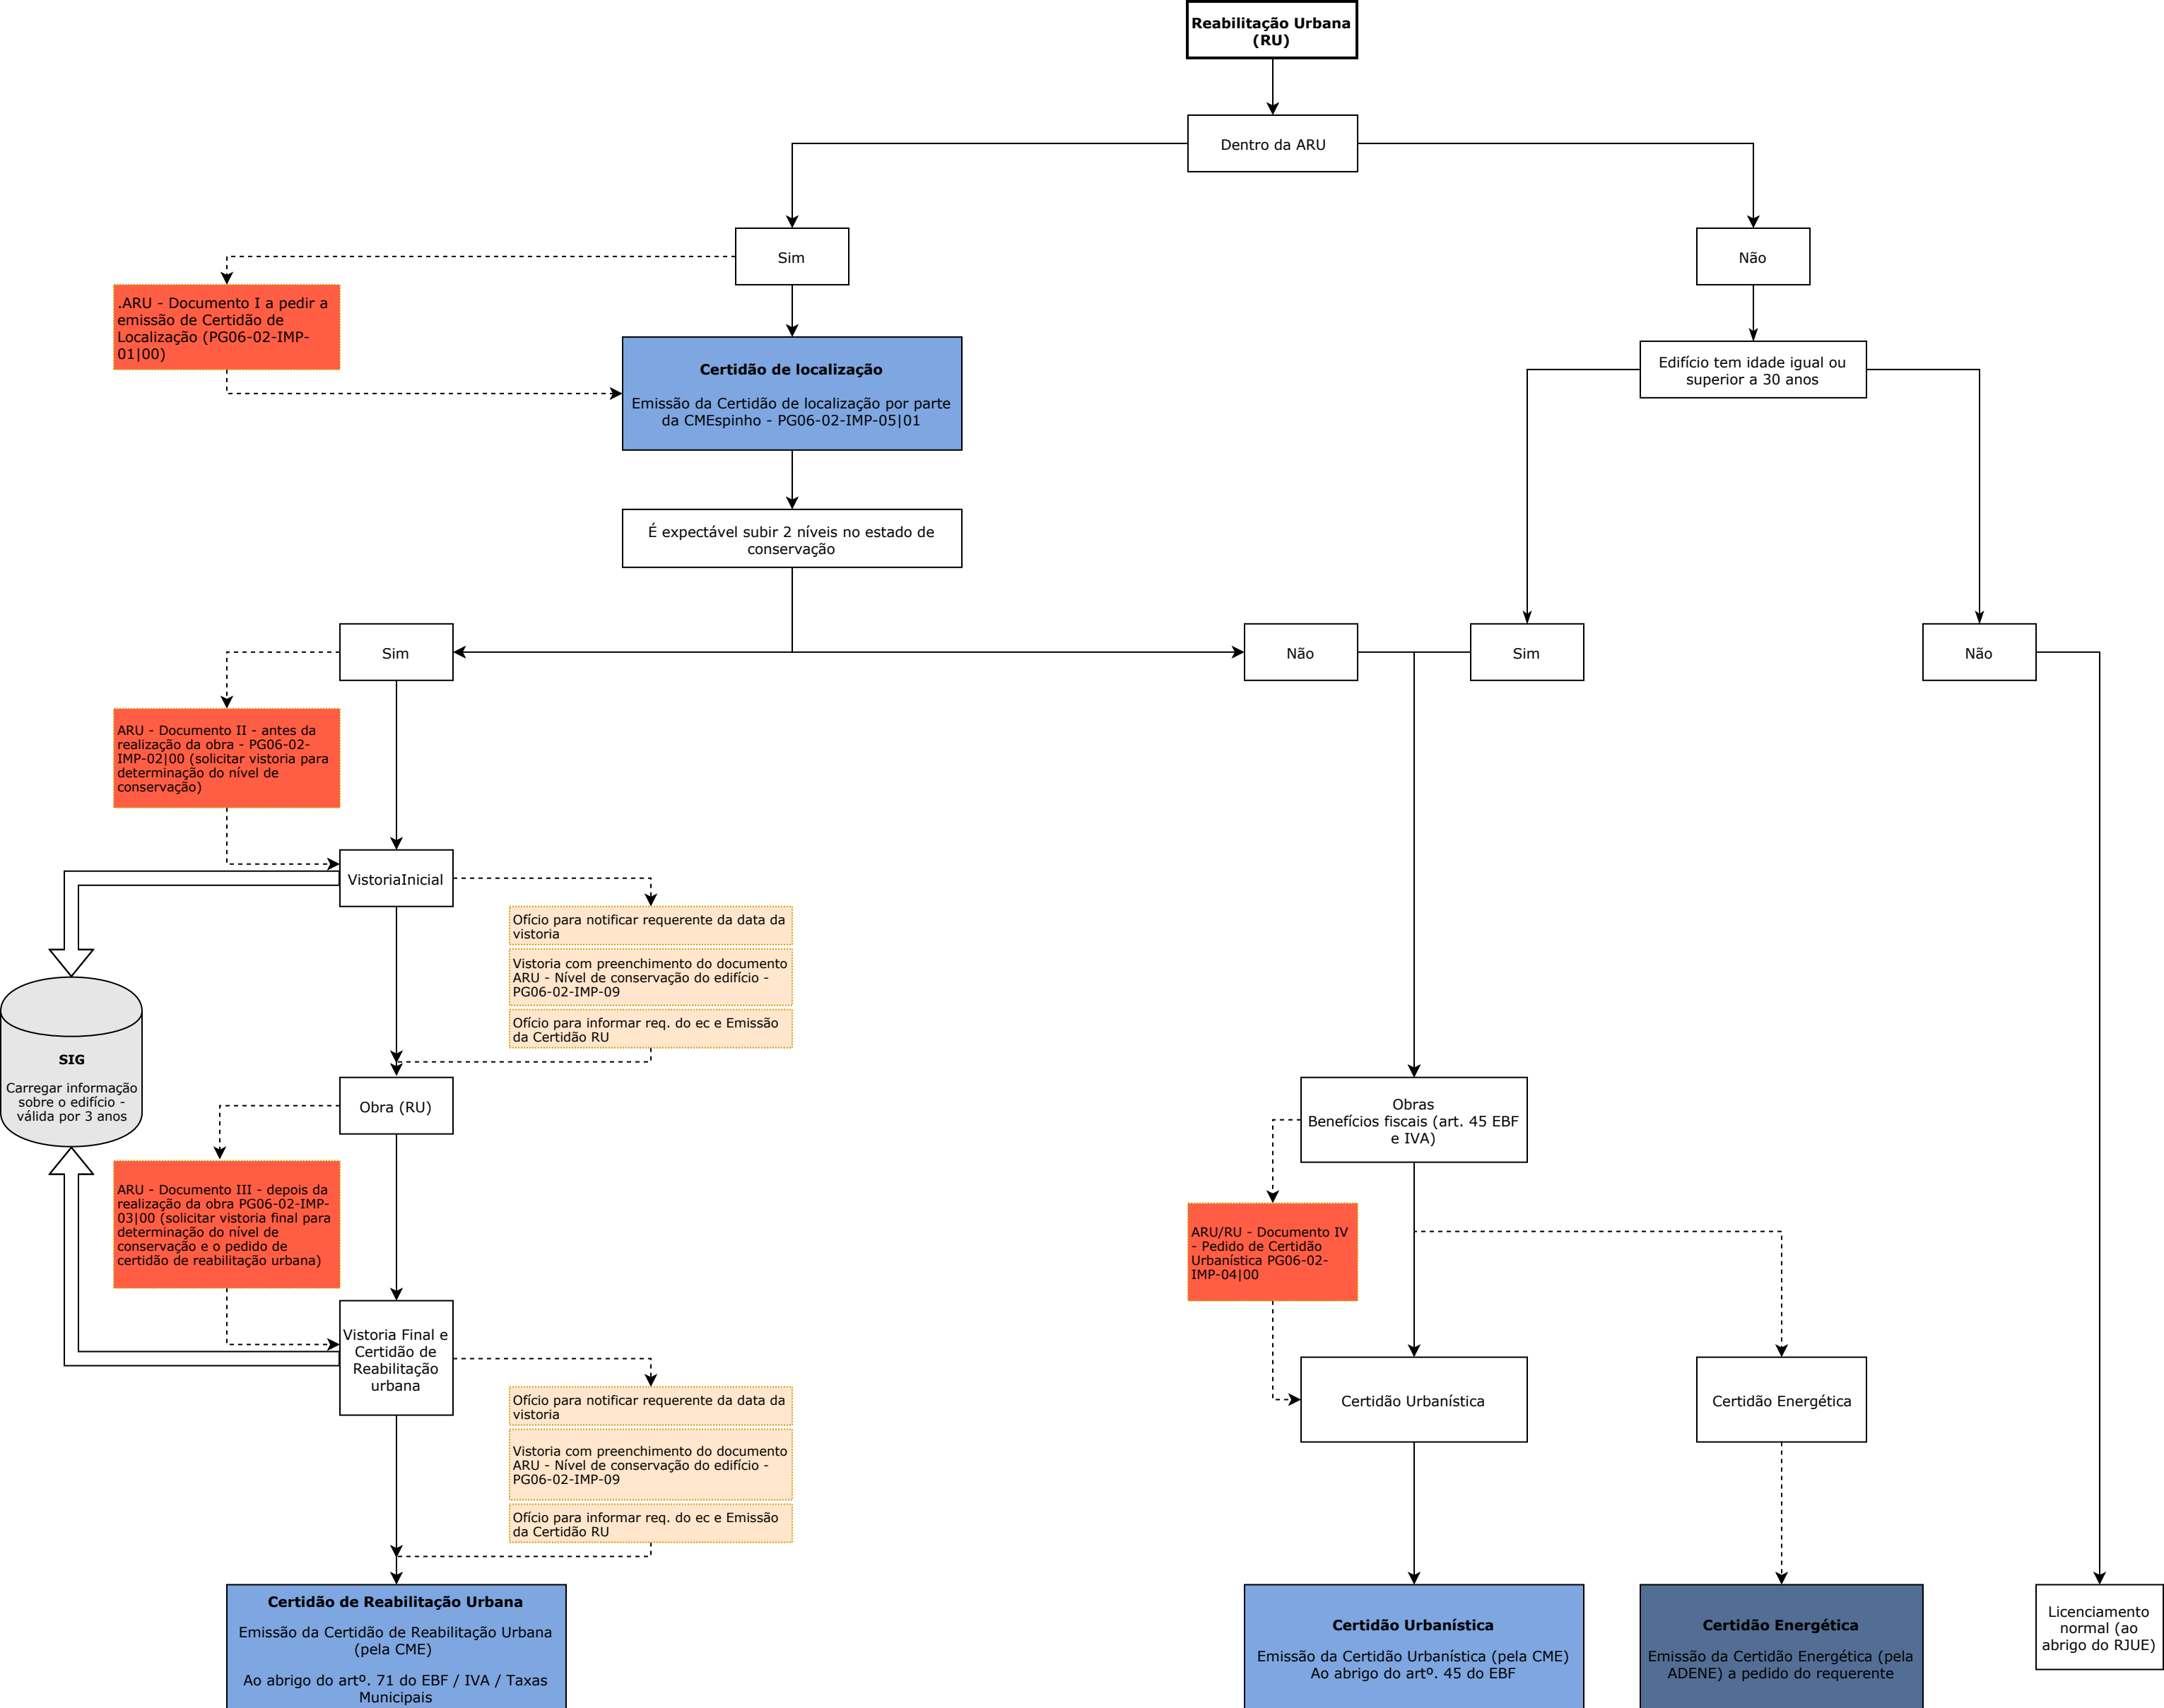 Reabilitação Urbana
(RU)
Dentro da ARU
Sim
Não
.ARU - Documento I a pedir a
emissão de Certidão de
Localização (PG06-02-IMP-
01|00)
Certidão de localização
Emissão da Certidão de localização por parte
da CMEspinho - PG06-02-IMP-05|01
Edifício tem idade igual ou
superior a 30 anos
É expectável subir 2 níveis no estado de
conservação
Sim
Não
Sim
Não
ARU - Documento II - antes da
realização da obra - PG06-02-
IMP-02|00 (solicitar vistoria para
determinação do nível de
conservação)
VistoriaInicial
Ofício para notificar requerente da data da
vistoria
Vistoria com preenchimento do documento
ARU - Nível de conservação do edifício -
PG06-02-IMP-09
Ofício para informar req. do ec e Emissão
da Certidão RU
SIG
Carregar informação
sobre o edifício -
válida por 3 anos
Obra (RU)
Obras
Benefícios fiscais (art. 45 EBF
e IVA)
ARU - Documento III - depois da
realização da obra PG06-02-IMP-
03|00 (solicitar vistoria final para
determinação do nível de
conservação e o pedido de
certidão de reabilitação urbana)
ARU/RU - Documento IV
- Pedido de Certidão
Urbanística PG06-02-
IMP-04|00
Vistoria Final e
Certidão de
Reabilitação
urbana
Certidão Urbanística
Certidão Energética
Ofício para notificar requerente da data da
vistoria
Vistoria com preenchimento do documento
ARU - Nível de conservação do edifício -
PG06-02-IMP-09
Ofício para informar req. do ec e Emissão
da Certidão RU
Certidão de Reabilitação Urbana
Emissão da Certidão de Reabilitação Urbana
(pela CME)
Ao abrigo do artº. 71 do EBF / IVA / Taxas
Municipais
Certidão Urbanística
Emissão da Certidão Urbanística (pela CME)
Ao abrigo do artº. 45 do EBF
Certidão Energética
Emissão da Certidão Energética (pela
ADENE) a pedido do requerente
Licenciamento
normal (ao
abrigo do RJUE)